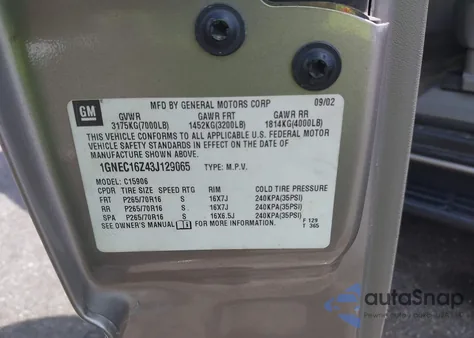 GM
MFD BY GENERAL MOTORS CORP 09/02
GVWR GAWR FRT GAWR RR
3175KG(7000LB) 1452KG(3200LB) 1814KG(4000LB)
THIS VEHICLE CONFORMS TO ALL APPLICABLE U.S. FEDERAL MOTOR
VEHICLE SAFETY STANDARDS IN EFFECT ON THE DATE OF
MANUFACTURE SHOWN ABOVE.
1GNEC16Z43J129065 TYPE: M.P.V.
MODEL: C15906
CPDR TIRE SIZE SPEED RTG RIM COLD TIRE PRESSURE
FRT P265/70R16 S 16X7J 240KPA(35PSI)
RR P265/70R16 S 16X7J 240KPA(35PSI)
SPA P265/70R16 S 16X6.5J 240KPA(35PSI)
SEE OWNER'S MANUAL FOR MORE INFORMATION.
F 129
T 365
autoSnap